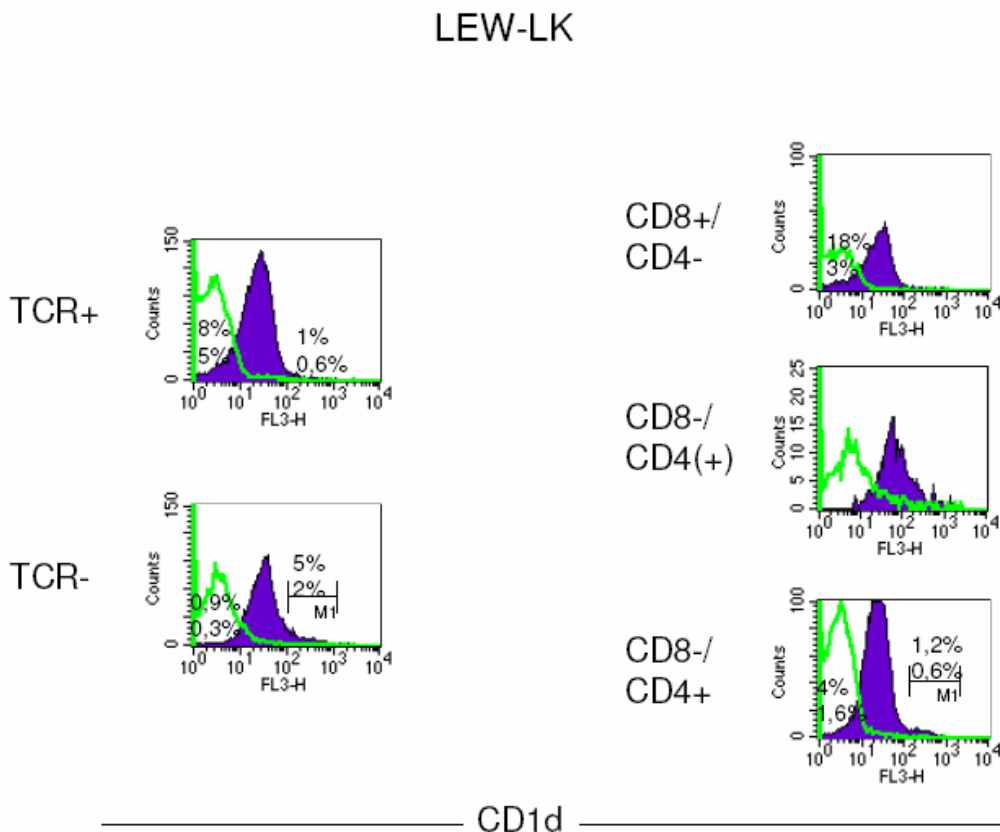 LEW-LK
TCR+
150
Counts
0
8%
5%
1%
0,6%
10^0 10^1 10^2 10^3 10^4
FL3-H
TCR-
150
Counts
0
0,9%
0,3%
5%
2%
M1
10^0 10^1 10^2 10^3 10^4
FL3-H
CD8+/
CD4-
100
Counts
0
18%
3%
10^0 10^1 10^2 10^3 10^4
FL3-H
CD8-/
CD4(+)
25
20
15
10
5
0
Counts
10^0 10^1 10^2 10^3 10^4
FL3-H
CD8-/
CD4+
100
Counts
0
4%
1,6%
1,2%
0,6%
M1
10^0 10^1 10^2 10^3 10^4
FL3-H
CD1d